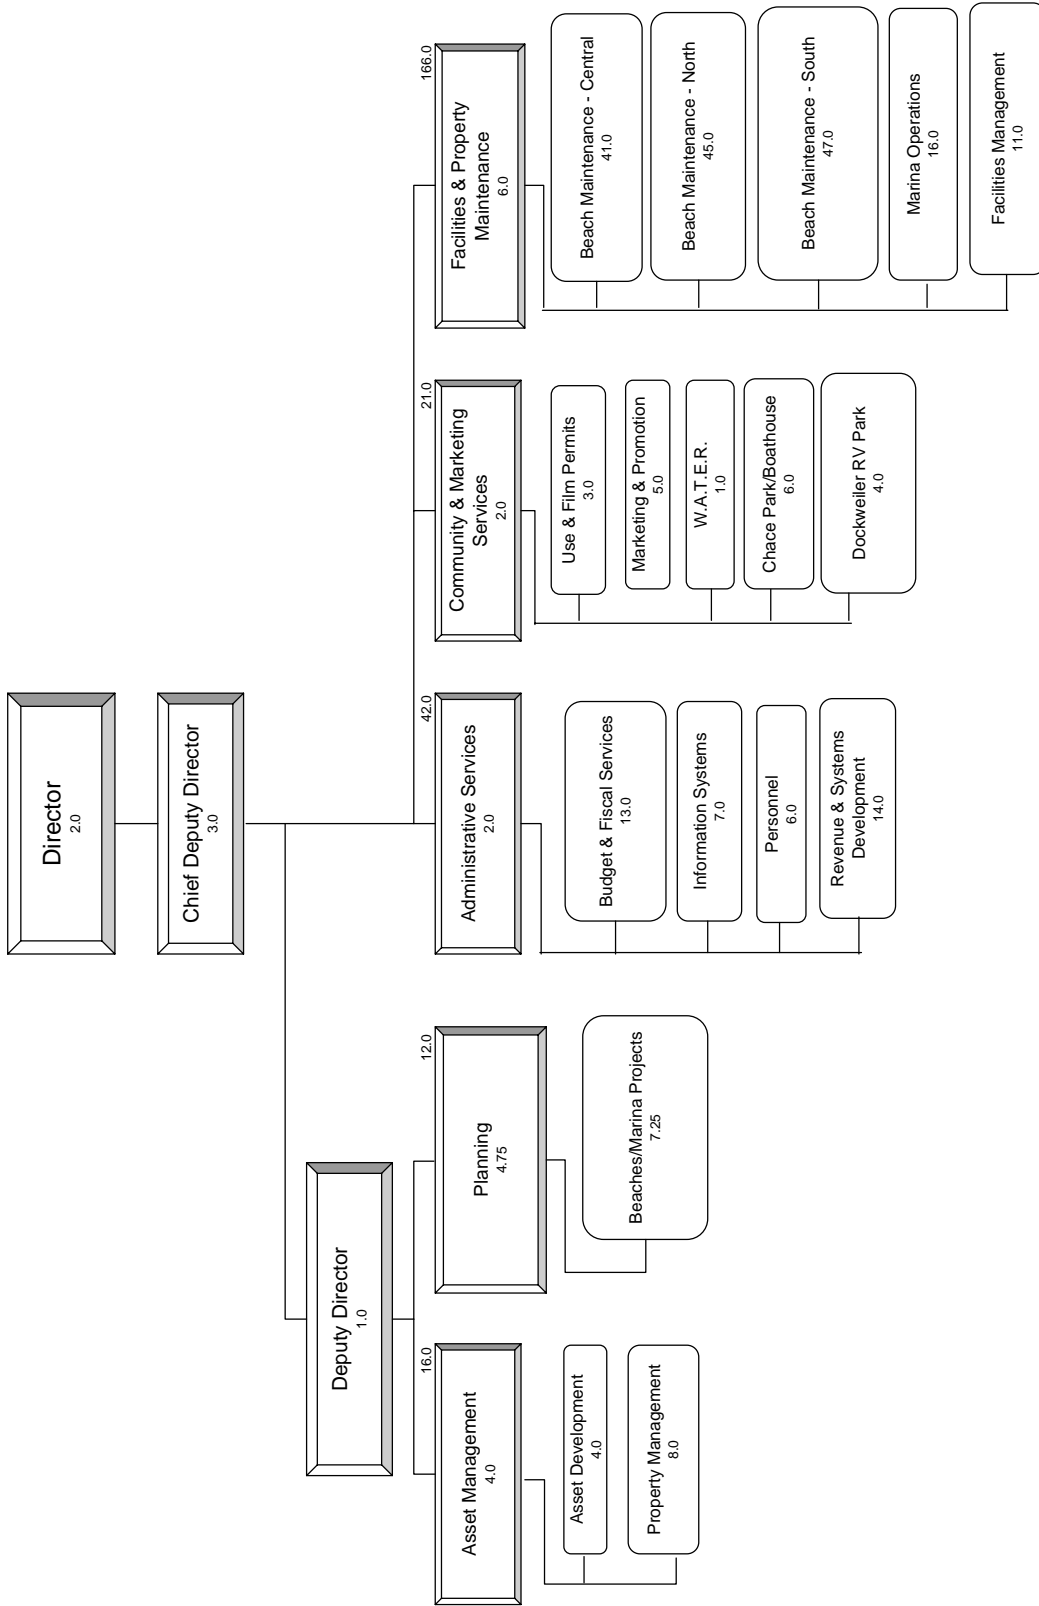 Director
2.0
Chief Deputy Director
3.0
Deputy Director
1.0
16.0
Asset Management
4.0
Asset Development
4.0
Property Management
8.0
12.0
Planning
4.75
Beaches/Marina Projects
7.25
42.0
Administrative Services
2.0
Budget & Fiscal Services
13.0
Information Systems
7.0
Personnel
6.0
Revenue & Systems
Development
14.0
21.0
Community & Marketing
Services
2.0
Use & Film Permits
3.0
Marketing & Promotion
5.0
W.A.T.E.R.
1.0
Chace Park/Boathouse
6.0
Dockweiler RV Park
4.0
166.0
Facilities & Property
Maintenance
6.0
Beach Maintenance - Central
41.0
Beach Maintenance - North
45.0
Beach Maintenance - South
47.0
Marina Operations
16.0
Facilities Management
11.0